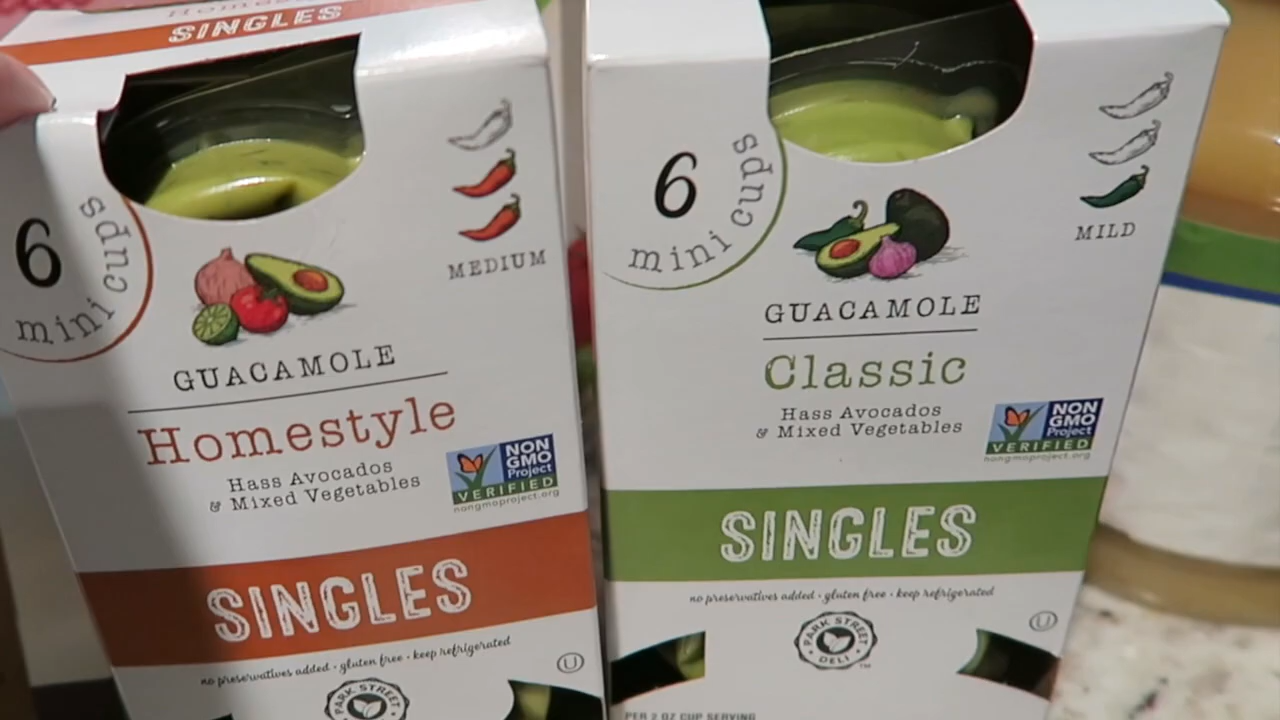 Homestyle
SINGLES
6
mini cups
MEDIUM
GUACAMOLE
Homestyle
Hass Avocados
& Mixed Vegetables
NON
GMO
Project
VERIFIED
nongmoproject.org
SINGLES
no preservatives added • gluten free • keep refrigerated
U
PARK STREET
6
mini cups
MILD
GUACAMOLE
Classic
Hass Avocados
& Mixed Vegetables
NON
GMO
Project
VERIFIED
nongmoproject.org
SINGLES
no preservatives added • gluten free • keep refrigerated
U
PARK STREET
DELI
TM
PER 2 OZ CUP SERVING